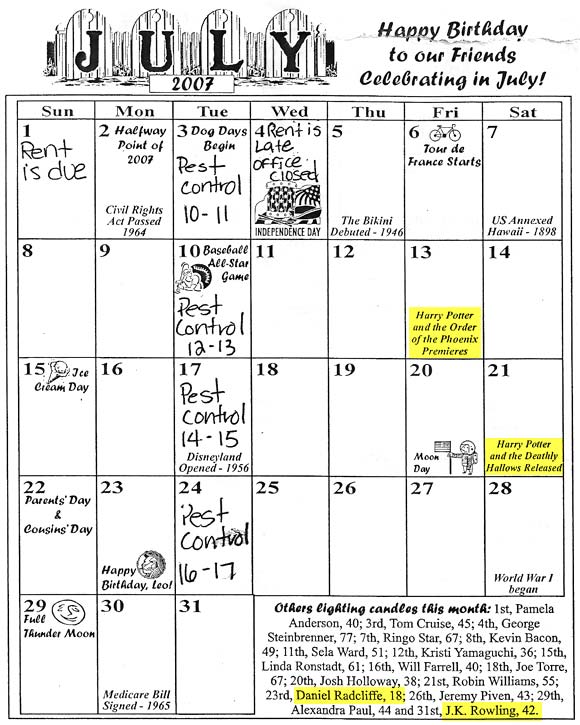 JULY
2007
Happy Birthday
to our Friends
Celebrating in July!
Sun Mon Tue Wed Thu Fri Sat
1
Rent
is due
2 Halfway
Point of
2007
Civil Rights
Act Passed
1964
3 Dog Days
Begin
Pest
control
10-11
4 Rent is
Late
office
closed
INDEPENDENCE DAY
5
The Bikini
Debuted - 1946
6
Tour de
France Starts
7
US Annexed
Hawaii - 1898
8
9
10 Baseball
All-Star
Game
Pest
Control
12-13
11
12
13
Harry Potter
and the Order
of the Phoenix
Premieres
14
15 Ice
Cream Day
16
17
Pest
control
14-15
Disneyland
Opened - 1956
18
19
20
Moon
Day
21
Harry Potter
and the Deathly
Hallows Released
22
Parents' Day
&
Cousins' Day
23
Happy
Birthday, Leo!
24
Pest
Control
16-17
25
26
27
28
World War I
began
29
Full
Thunder Moon
30
Medicare Bill
Signed - 1965
31
Others lighting candles this month: 1st, Pamela
Anderson, 40; 3rd, Tom Cruise, 45; 4th, George
Steinbrenner, 77; 7th, Ringo Star, 67; 8th, Kevin Bacon,
49; 11th, Sela Ward, 51; 12th, Kristi Yamaguchi, 36; 15th,
Linda Ronstadt, 61; 16th, Will Farrell, 40; 18th, Joe Torre,
67; 20th, Josh Holloway, 38; 21st, Robin Williams, 55;
23rd, Daniel Radcliffe, 18; 26th, Jeremy Piven, 43; 29th,
Alexandra Paul, 44 and 31st, J.K. Rowling, 42.